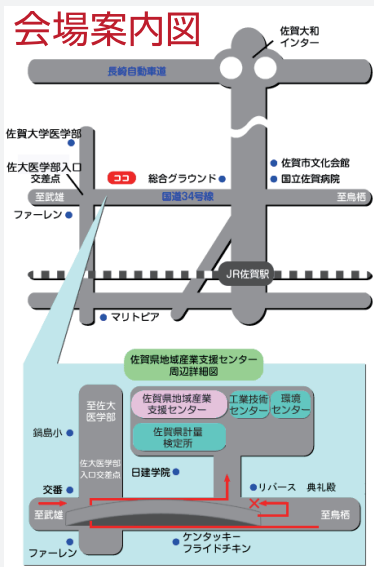 会場案内図
佐賀大和
インター
長崎自動車道
佐賀大学医学部
佐大医学部入口
交差点
ココ
総合グラウンド
佐賀市文化会館
国立佐賀病院
至武雄
国道34号線
至鳥栖
ファーレン
JR佐賀駅
マリトピア
佐賀県地域産業支援センター
周辺詳細図
至佐大
医学部
佐賀県地域産業
支援センター
工業技術
センター
環境
センター
佐賀県計量
検定所
鍋島小
佐大医学部
入口交差点
日建学院
交番
リバース 典礼殿
至武雄
至鳥栖
ファーレン
ケンタッキー
フライドチキン